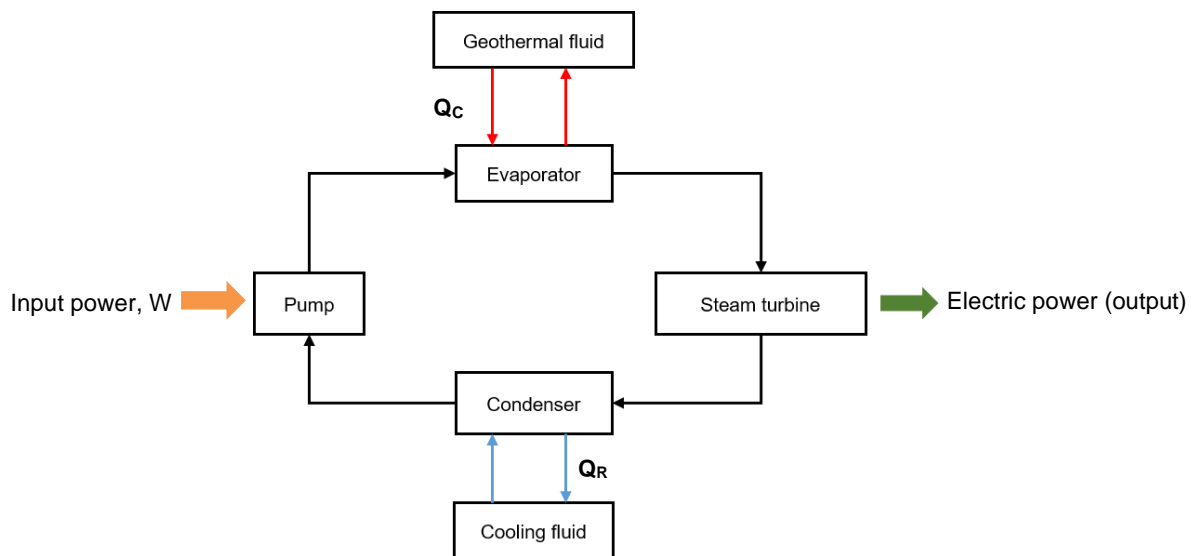 Geothermal fluid
QC
Evaporator
Input power, W
Pump
Steam turbine
Electric power (output)
Condenser
QR
Cooling fluid